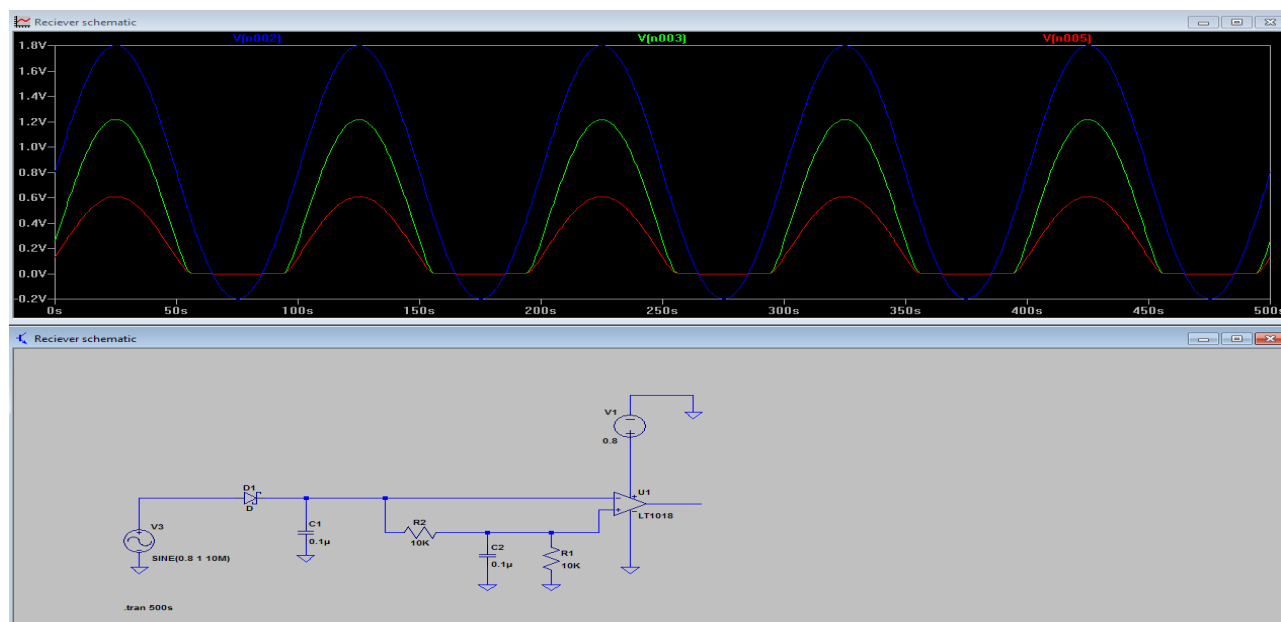 Reciever schematic
V(n002) V(n003) V(n005)
1.8V
1.6V
1.4V
1.2V
1.0V
0.8V
0.6V
0.4V
0.2V
0.0V
-0.2V
0s 50s 100s 150s 200s 250s 300s 350s 400s 450s 500s
Reciever schematic
V1
0.8
D1
D
U1
LT1018
V3
SINE(0.8 1 10M)
C1
0.1µ
R2
10K
C2
0.1µ
R1
10K
.tran 500s